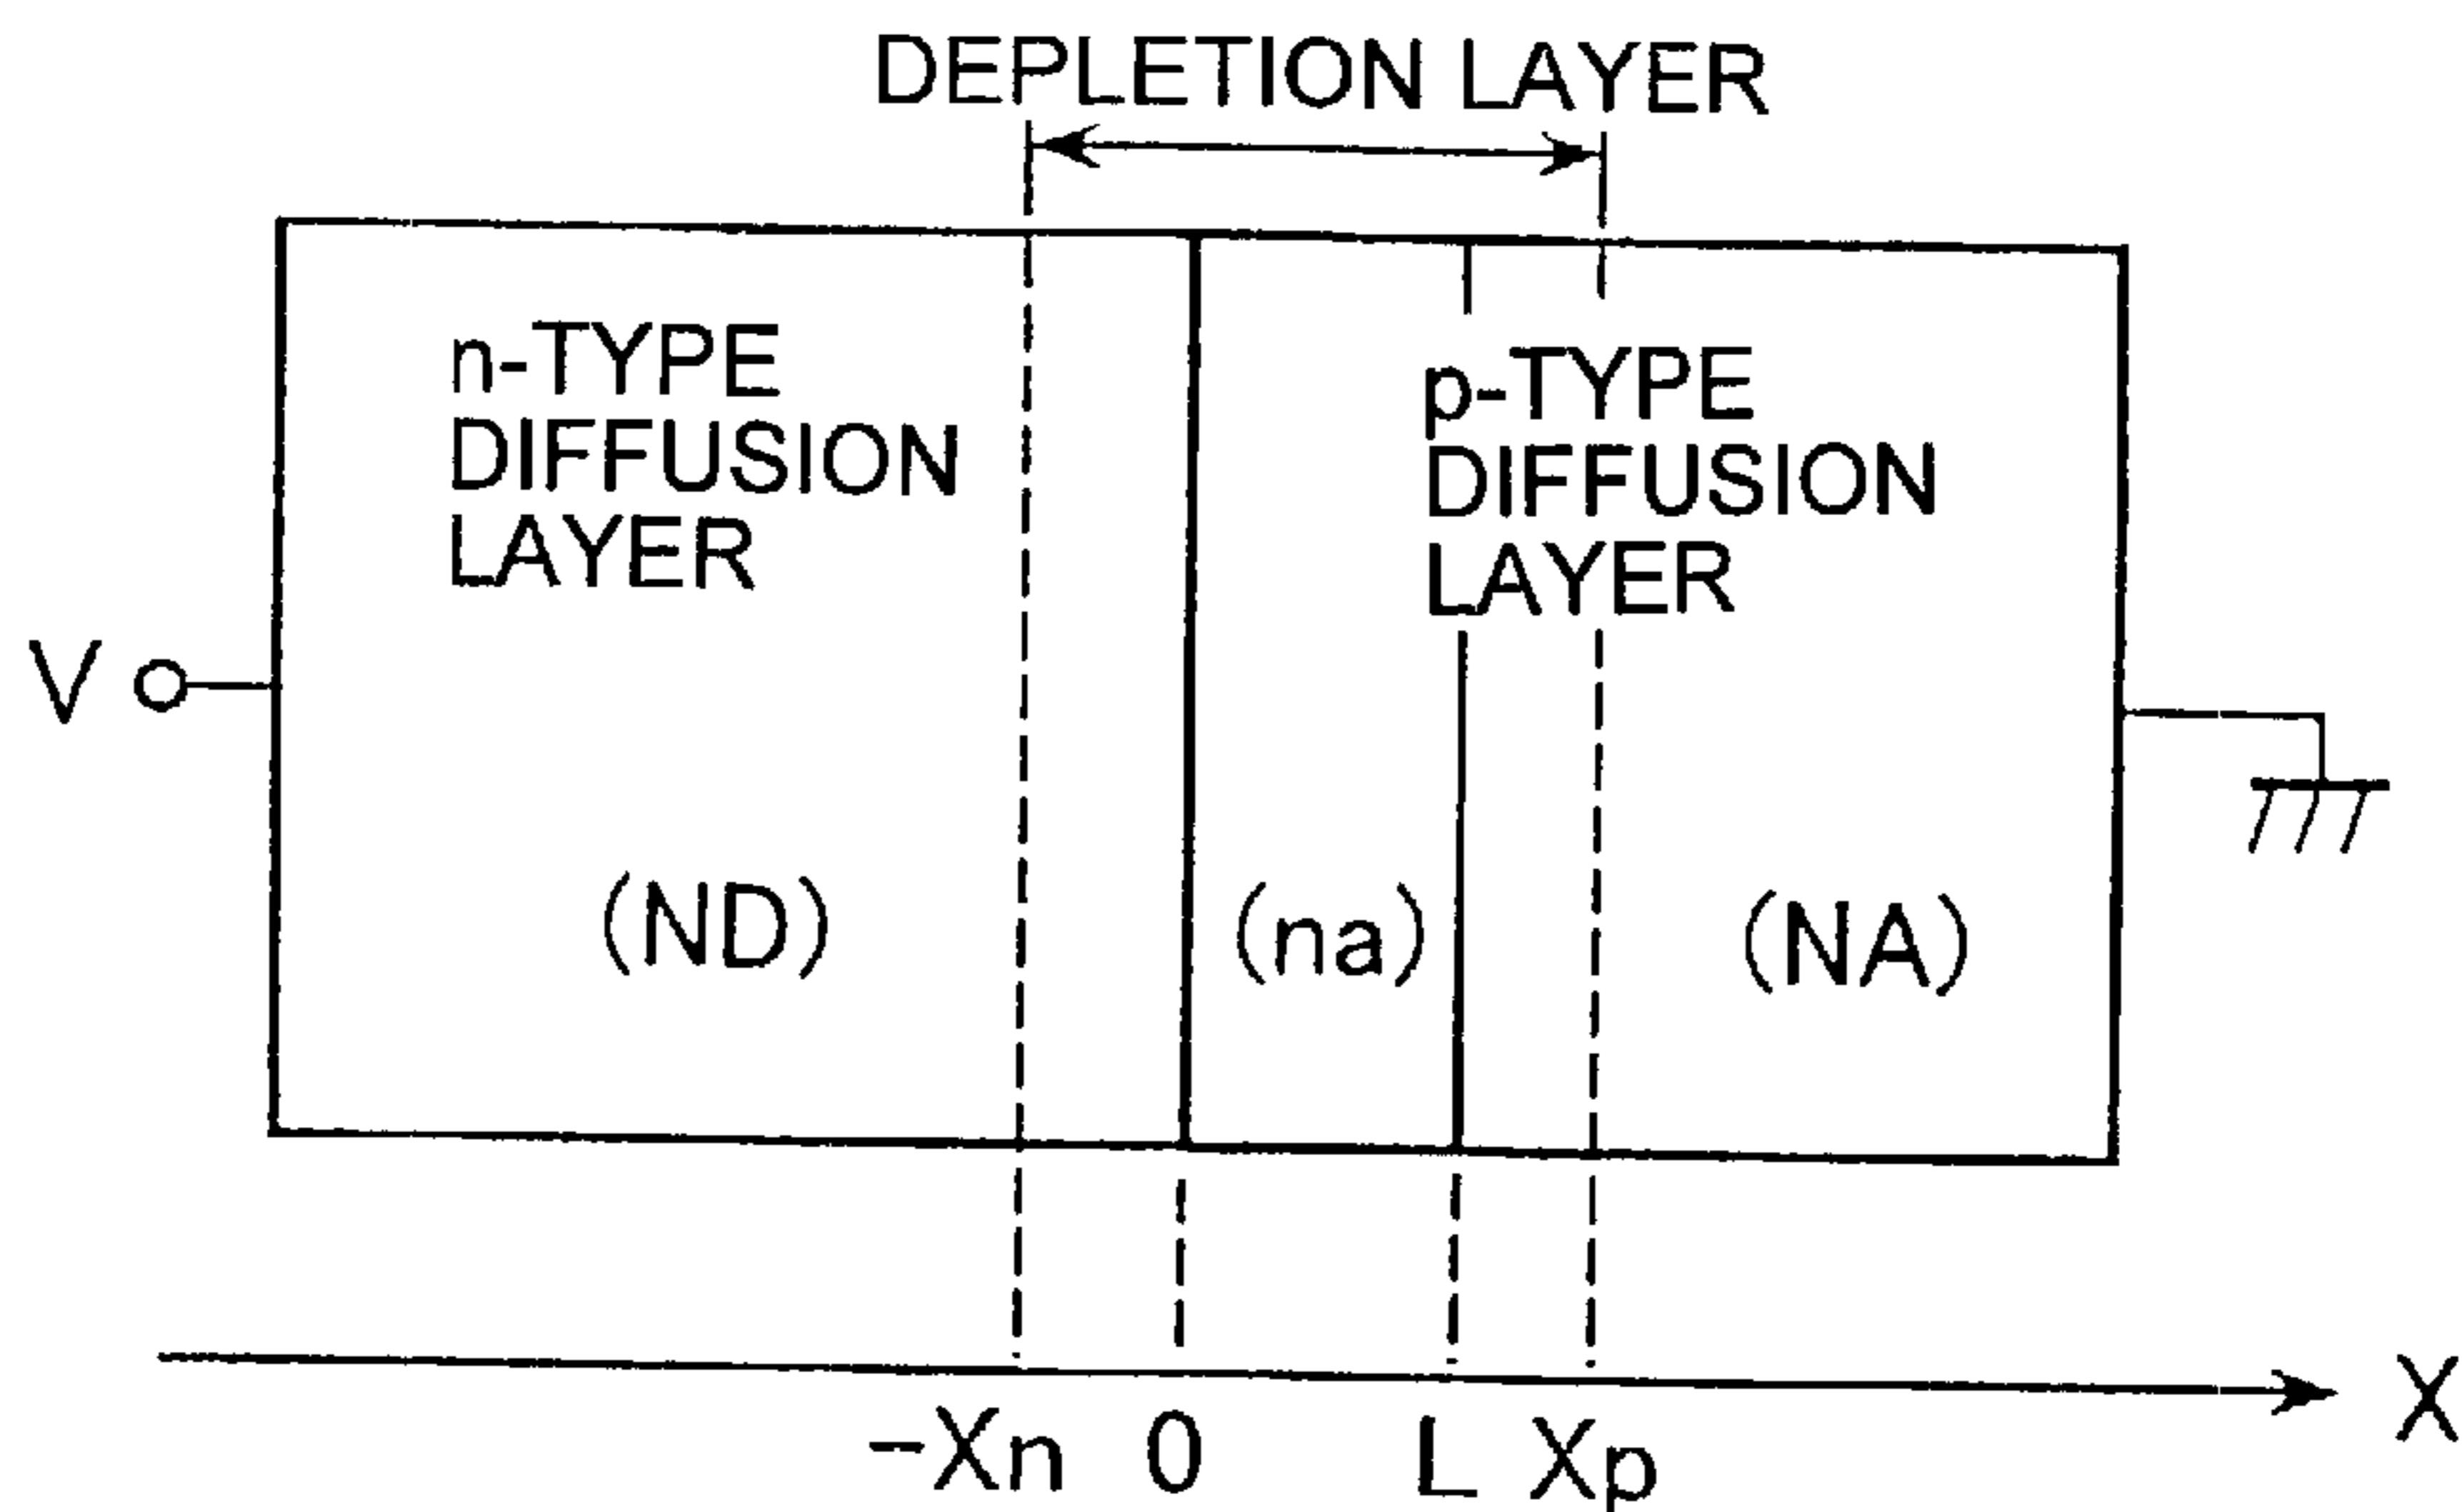 DEPLETION LAYER
n-TYPE
DIFFUSION
LAYER
p-TYPE
DIFFUSION
LAYER
V
(ND)
(na)
(NA)
-Xn 0 L Xp X